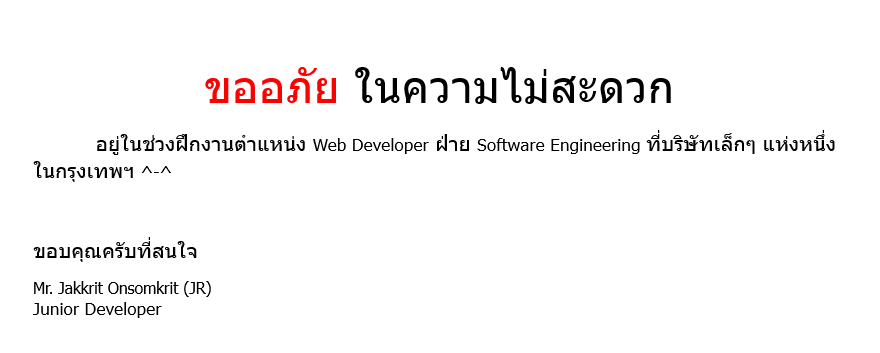 ขออภัย ในความไม่สะดวก
อยู่ในช่วงฝึกงานตำแหน่ง Web Developer ฝ่าย Software Engineering ที่บริษัทเล็กๆ แห่งหนึ่ง
ในกรุงเทพฯ ^-^
ขอบคุณครับที่สนใจ
Mr. Jakkrit Onsomkrit (JR)
Junior Developer